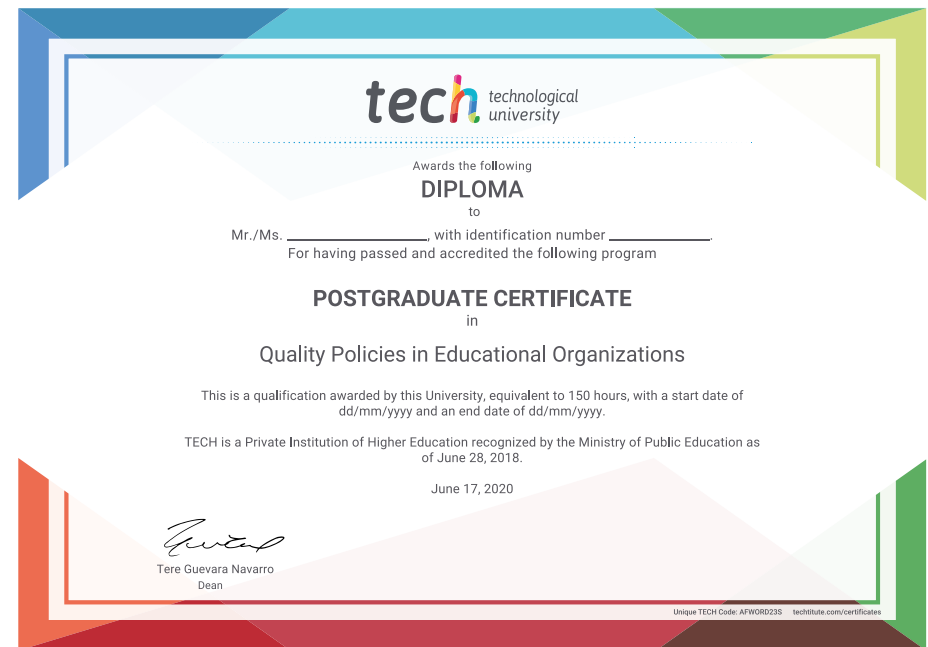 tech technological
university
Awards the following
DIPLOMA
to
Mr./Ms. ____________________, with identification number ______________.
For having passed and accredited the following program
POSTGRADUATE CERTIFICATE
in
Quality Policies in Educational Organizations
This is a qualification awarded by this University, equivalent to 150 hours, with a start date of
dd/mm/yyyy and an end date of dd/mm/yyyy.
TECH is a Private Institution of Higher Education recognized by the Ministry of Public Education as
of June 28, 2018.
June 17, 2020
Tere Guevara Navarro
Dean
Unique TECH Code: AFWORD23S techtitute.com/certificates